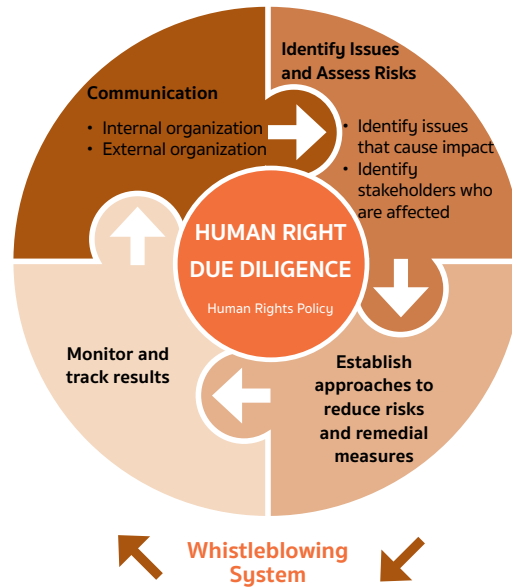 Communication
• Internal organization
• External organization
Identify Issues
and Assess Risks
• Identify issues
that cause impact
• Identify
stakeholders who
are affected
HUMAN RIGHT
DUE DILIGENCE
Human Rights Policy
Establish
approaches to
reduce risks
and remedial
measures
Monitor and
track results
Whistleblowing
System